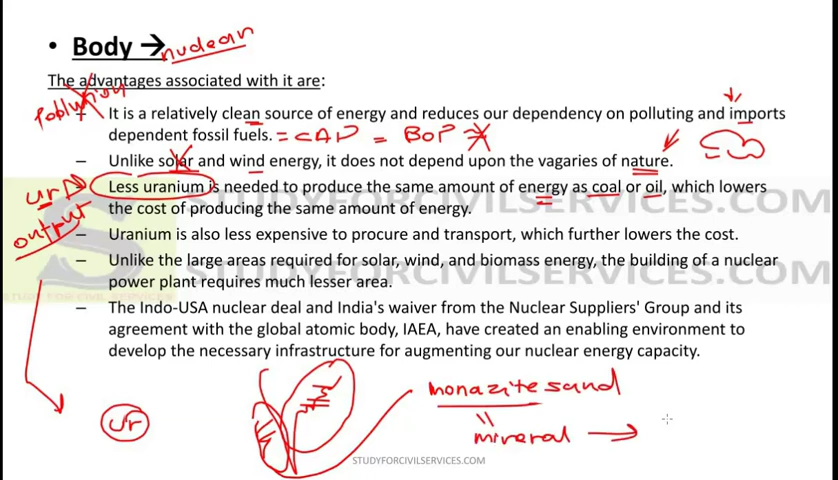 • Body → nuclear
The advantages associated with it are:
Pollution
– It is a relatively clean source of energy and reduces our dependency on polluting and imports
dependent fossil fuels. = CAD = BOP
– Unlike solar and wind energy, it does not depend upon the vagaries of nature.
ur
– Less uranium is needed to produce the same amount of energy as coal or oil, which lowers
the cost of producing the same amount of energy.
output
– Uranium is also less expensive to procure and transport, which further lowers the cost.
– Unlike the large areas required for solar, wind, and biomass energy, the building of a nuclear
power plant requires much lesser area.
– The Indo-USA nuclear deal and India's waiver from the Nuclear Suppliers' Group and its
agreement with the global atomic body, IAEA, have created an enabling environment to
develop the necessary infrastructure for augmenting our nuclear energy capacity.
monazite sand
ur
mineral →
STUDYFORCIVILSERVICES.COM
STUDYFORCIVILSERVICES.COM
STUDYFORCIVILSERVICES.COM